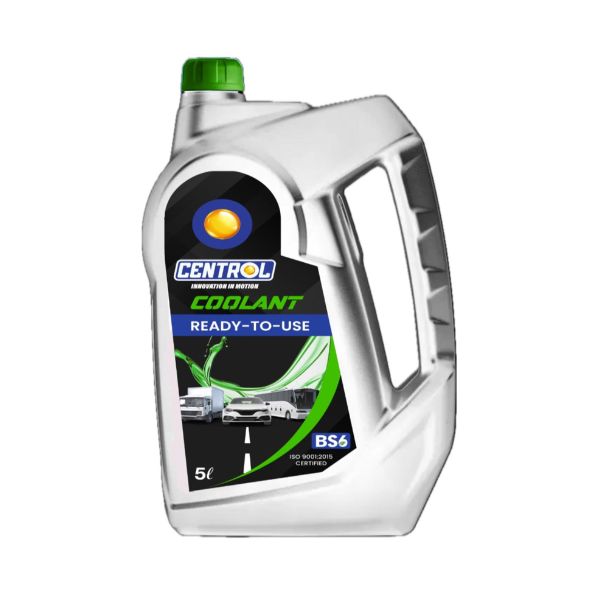 CENTROL
INNOVATION IN MOTION
COOLANT
READY-TO-USE
BS6
ISO 9001:2015
CERTIFIED
5ℓ